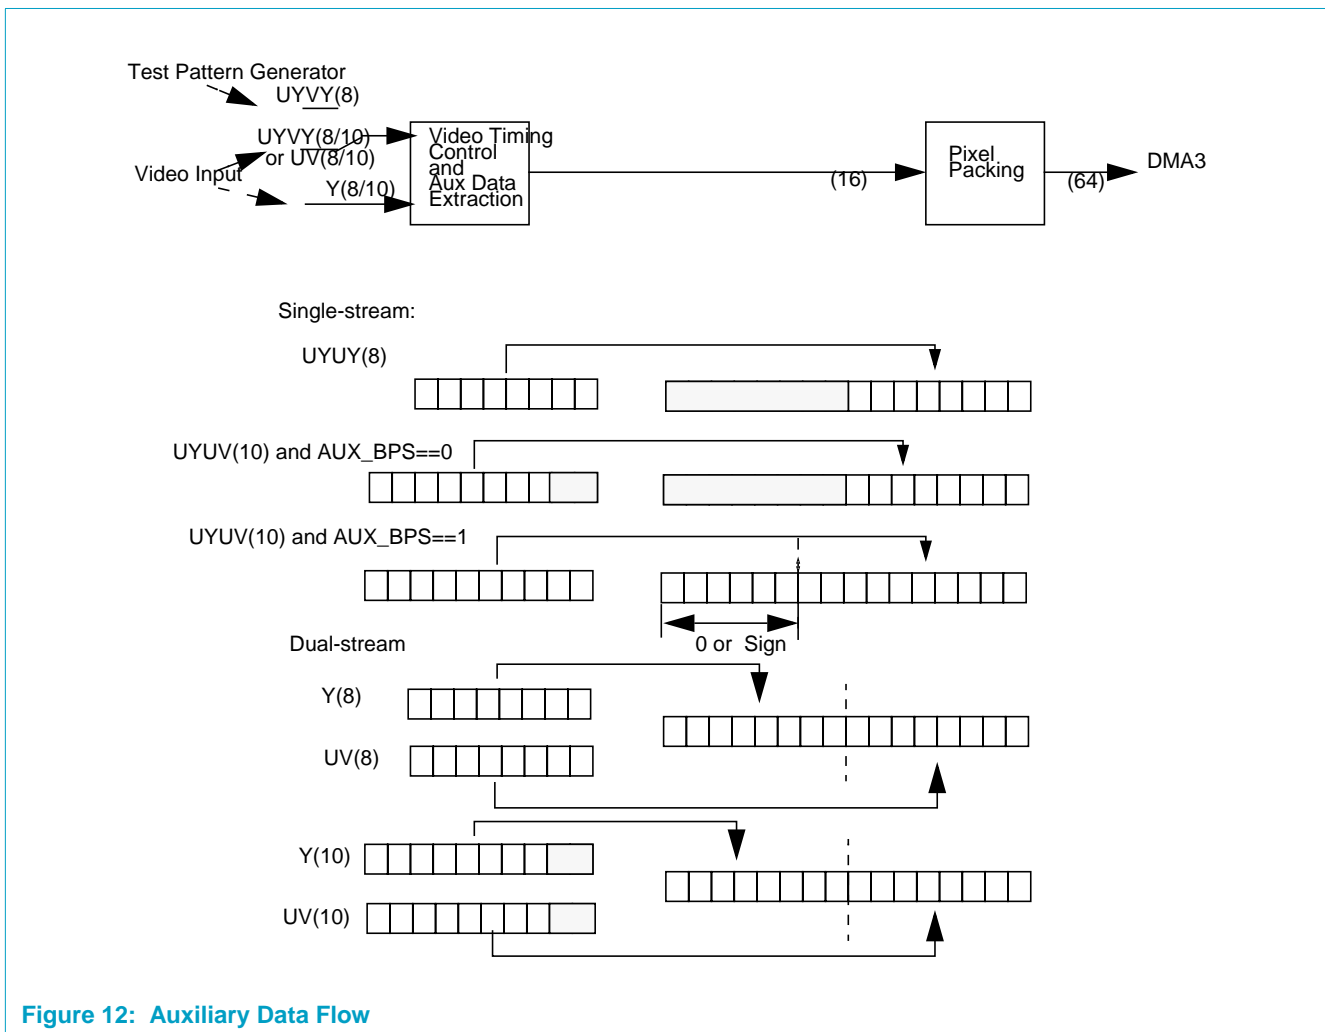 Test Pattern Generator
UYVY(8)
UYVY(8/10)
or UV(8/10)
Video Input
Y(8/10)
Video Timing
Control
and
Aux Data
Extraction
(16)
Pixel
Packing
(64)
DMA3
Single-stream:
UYUY(8)
UYUV(10) and AUX_BPS==0
UYUV(10) and AUX_BPS==1
0 or Sign
Dual-stream
Y(8)
UV(8)
Y(10)
UV(10)
Figure 12: Auxiliary Data Flow